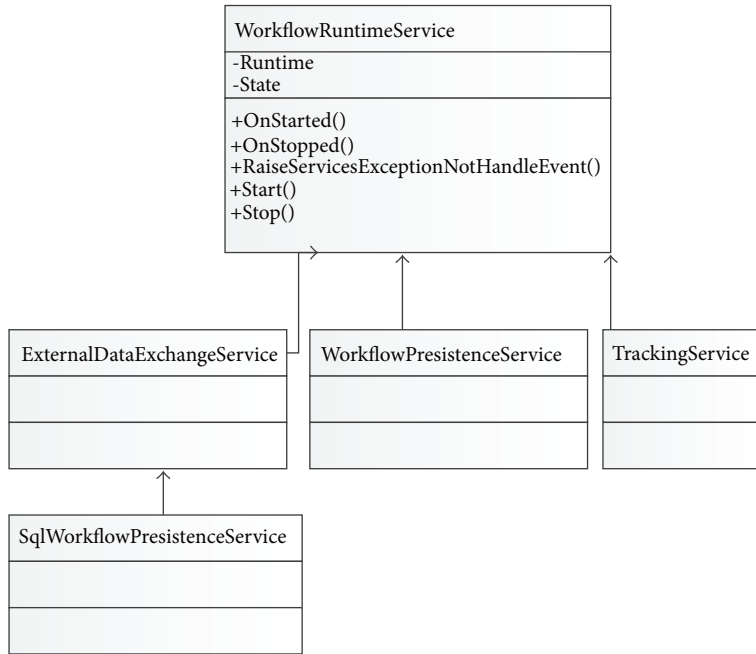 WorkflowRuntimeService
-Runtime
-State
+OnStarted()
+OnStopped()
+RaiseServicesExceptionNotHandleEvent()
+Start()
+Stop()
ExternalDataExchangeService
WorkflowPresistenceService
TrackingService
SqlWorkflowPresistenceService